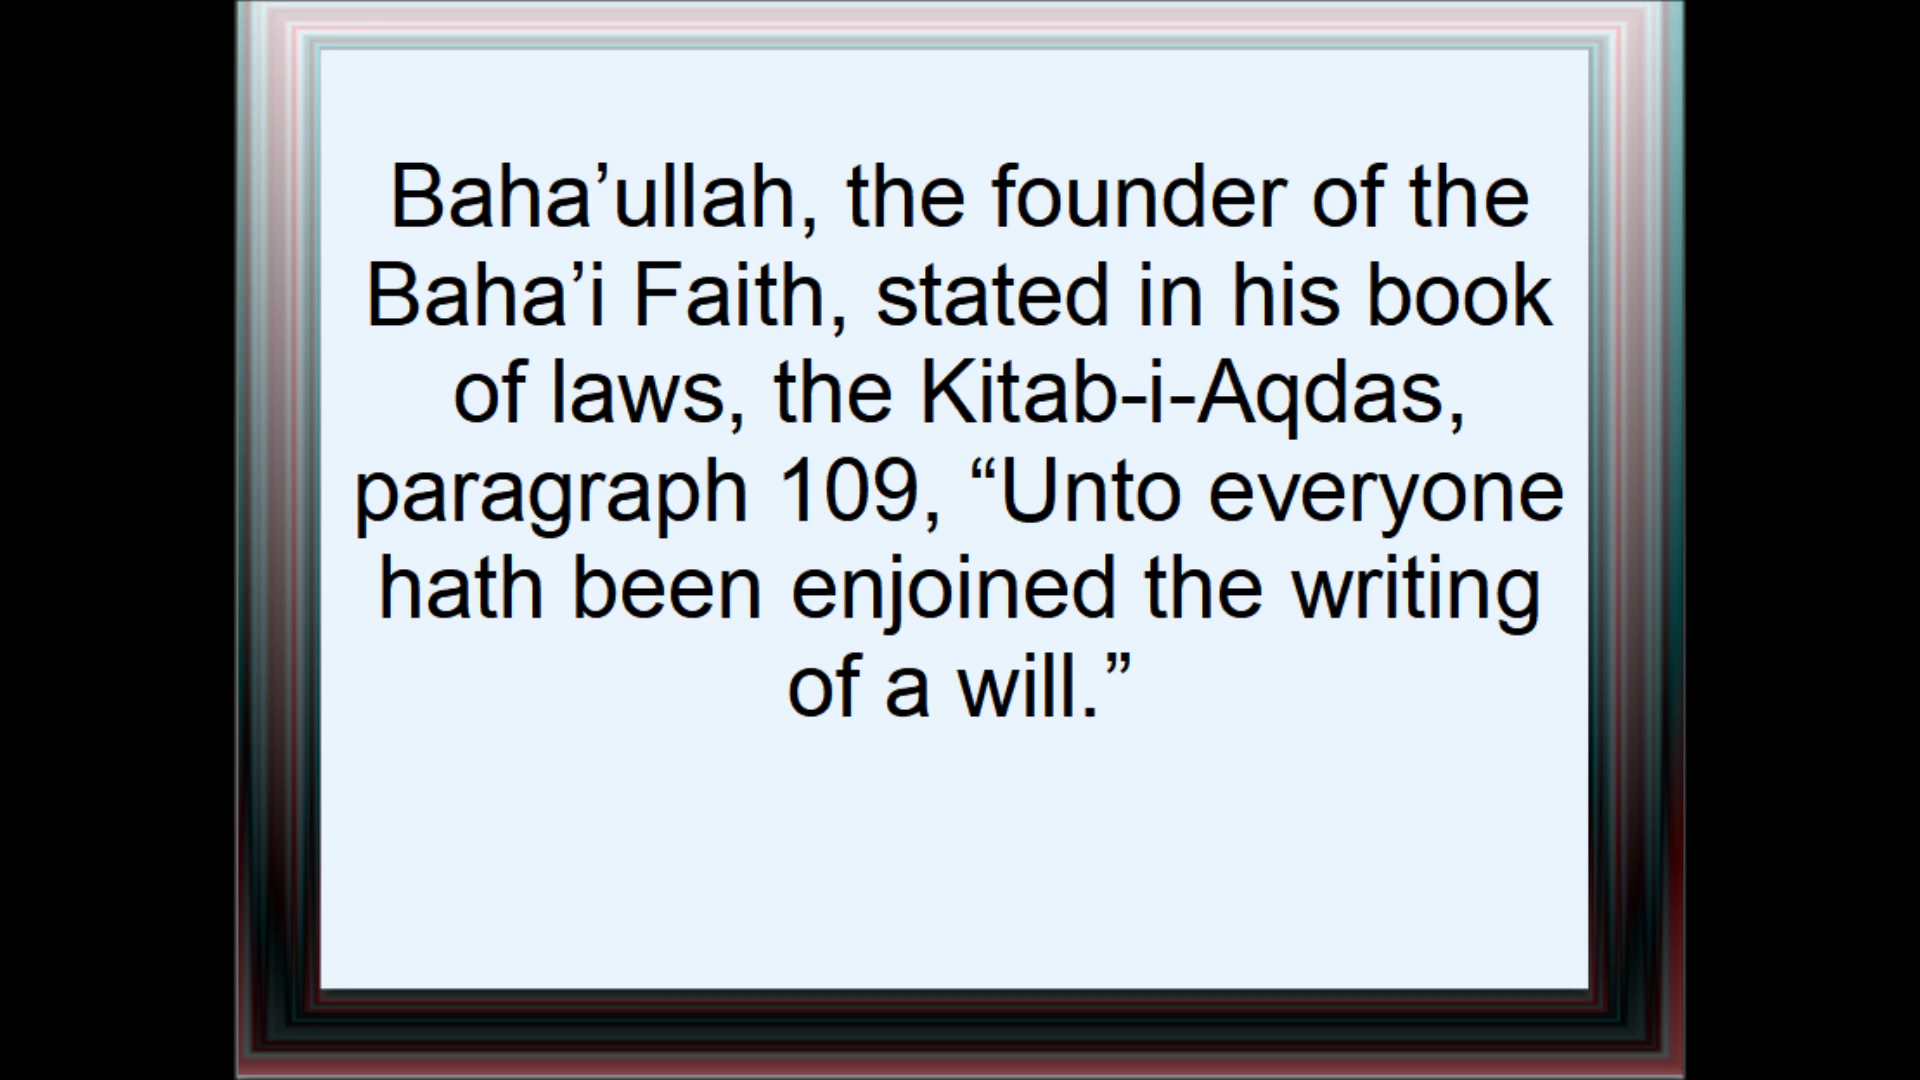 Baha’ullah, the founder of the
Baha’i Faith, stated in his book
of laws, the Kitab-i-Aqdas,
paragraph 109, “Unto everyone
hath been enjoined the writing
of a will.”